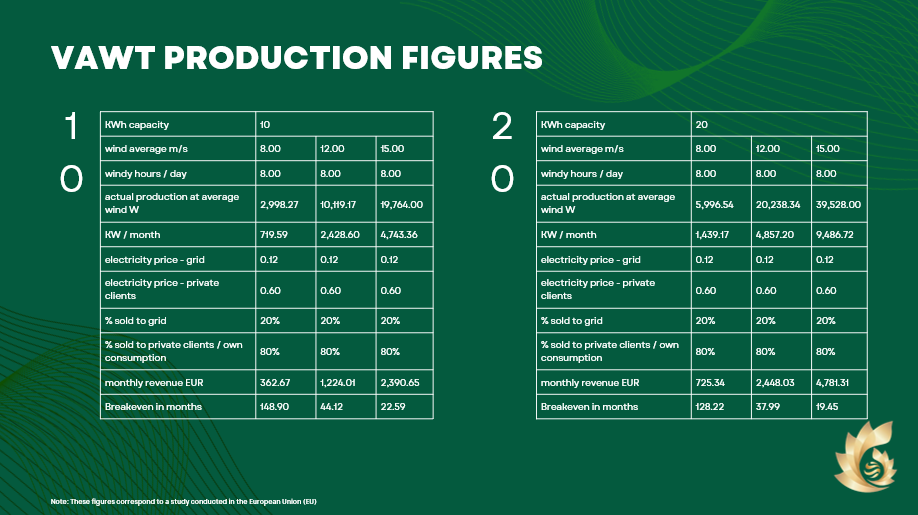 VAWT PRODUCTION FIGURES
1
0
KWh capacity 10
wind average m/s 8.00 12.00 15.00
windy hours / day 8.00 8.00 8.00
actual production at average
wind W 2,998.27 10,119.17 19,764.00
KW / month 719.59 2,428.60 4,743.36
electricity price - grid 0.12 0.12 0.12
electricity price - private
clients 0.60 0.60 0.60
% sold to grid 20% 20% 20%
% sold to private clients / own
consumption 80% 80% 80%
monthly revenue EUR 362.67 1,224.01 2,390.65
Breakeven in months 148.90 44.12 22.59
2
0
KWh capacity 20
wind average m/s 8.00 12.00 15.00
windy hours / day 8.00 8.00 8.00
actual production at average
wind W 5,996.54 20,238.34 39,528.00
KW / month 1,439.17 4,857.20 9,486.72
electricity price - grid 0.12 0.12 0.12
electricity price - private
clients 0.60 0.60 0.60
% sold to grid 20% 20% 20%
% sold to private clients / own
consumption 80% 80% 80%
monthly revenue EUR 725.34 2,448.03 4,781.31
Breakeven in months 128.22 37.99 19.45
Note: These figures correspond to a study conducted in the European Union (EU)